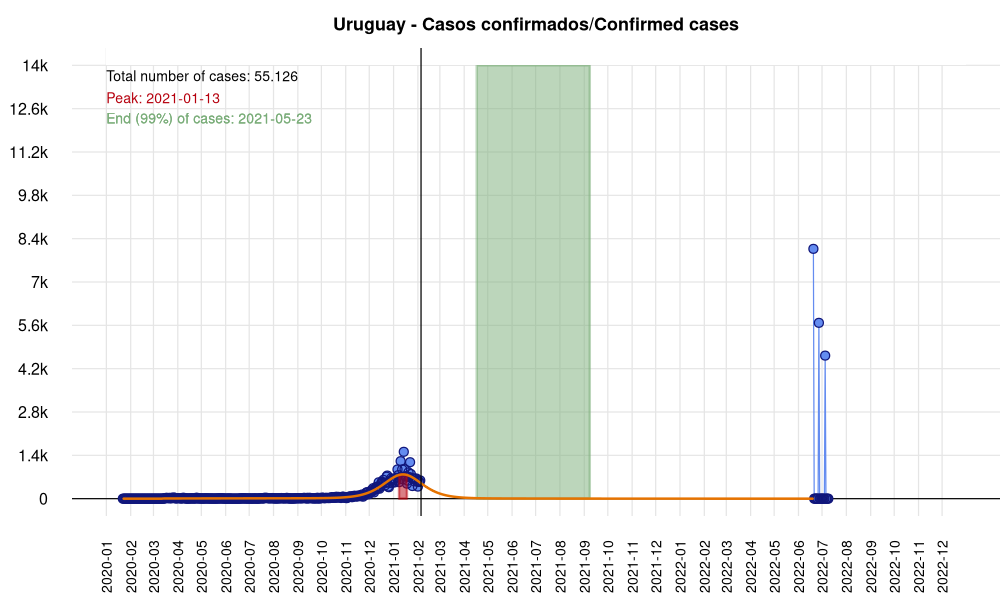 Uruguay - Casos confirmados/Confirmed cases
Total number of cases: 55.126
Peak: 2021-01-13
End (99%) of cases: 2021-05-23
14k
12.6k
11.2k
9.8k
8.4k
7k
5.6k
4.2k
2.8k
1.4k
0
2020-01
2020-02
2020-03
2020-04
2020-05
2020-06
2020-07
2020-08
2020-09
2020-10
2020-11
2020-12
2021-01
2021-02
2021-03
2021-04
2021-05
2021-06
2021-07
2021-08
2021-09
2021-10
2021-11
2021-12
2022-01
2022-02
2022-03
2022-04
2022-05
2022-06
2022-07
2022-08
2022-09
2022-10
2022-11
2022-12